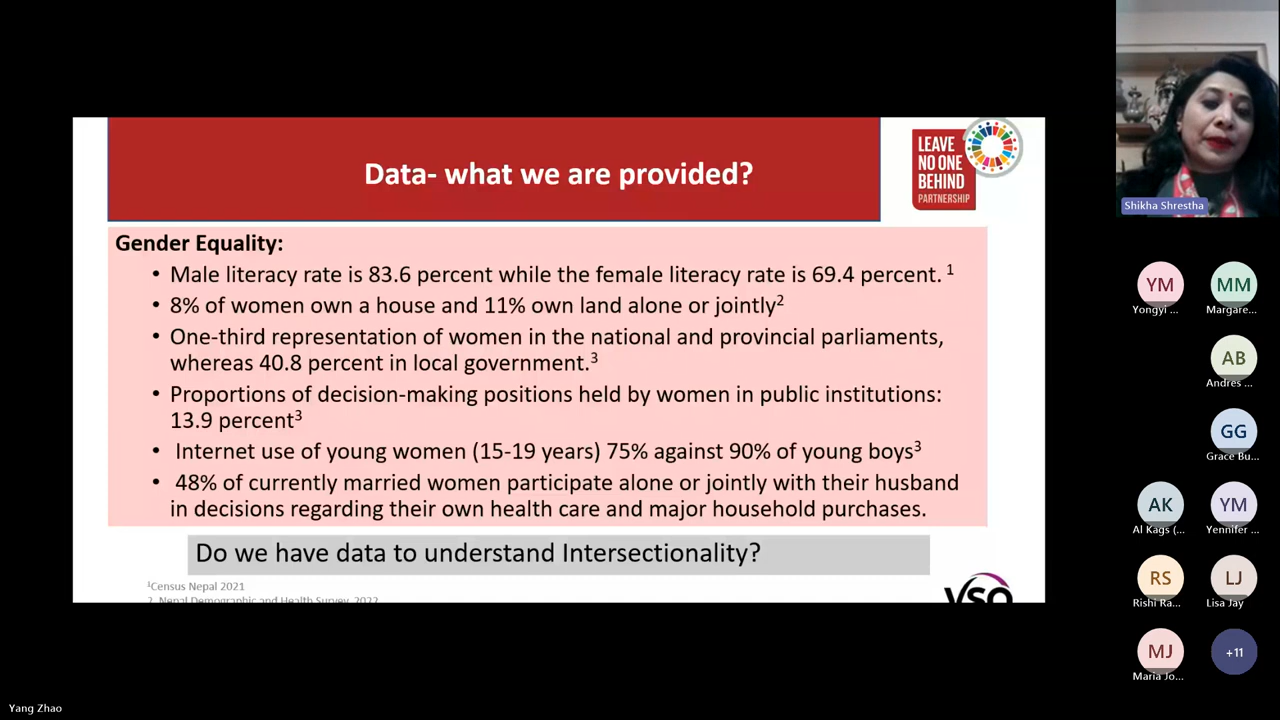 Data- what we are provided?
LEAVE
NO ONE
BEHIND
PARTNERSHIP
Gender Equality:
• Male literacy rate is 83.6 percent while the female literacy rate is 69.4 percent. 1
• 8% of women own a house and 11% own land alone or jointly2
• One-third representation of women in the national and provincial parliaments,
whereas 40.8 percent in local government.3
• Proportions of decision-making positions held by women in public institutions:
13.9 percent3
• Internet use of young women (15-19 years) 75% against 90% of young boys3
• 48% of currently married women participate alone or jointly with their husband
in decisions regarding their own health care and major household purchases.
Do we have data to understand Intersectionality?
1Census Nepal 2021
2. Nepal Demographic and Health Survey, 2022
VSO
Shikha Shrestha
YM
Yongyi ...
MM
Margare...
AB
Andres ...
GG
Grace Bu...
AK
Al Kags (...
YM
Yennifer ...
RS
Rishi Ra...
LJ
Lisa Jay
MJ
Maria Jo...
+11
Yang Zhao